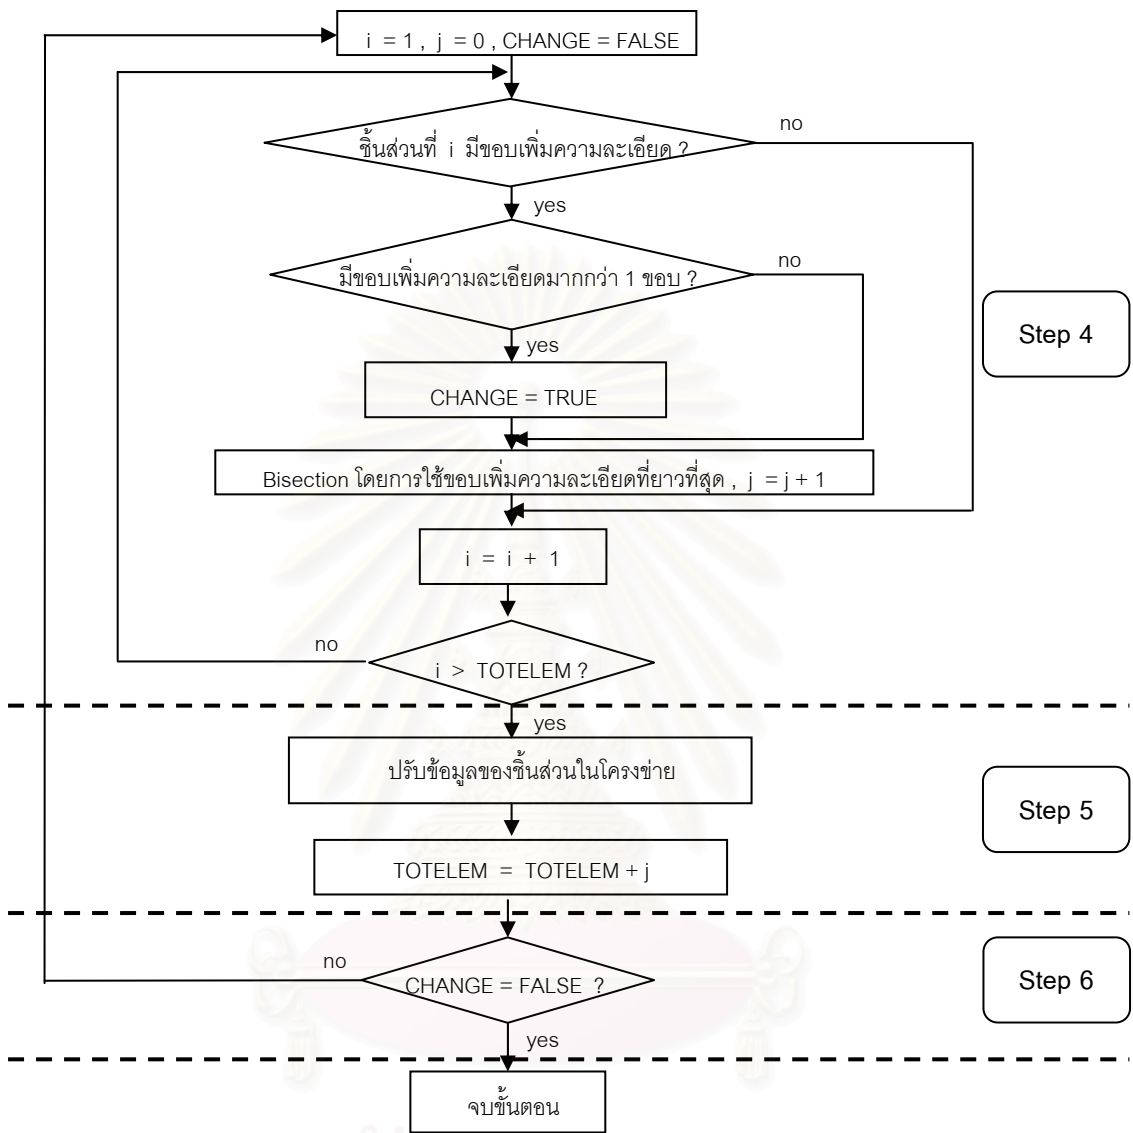 i = 1 , j = 0 , CHANGE = FALSE
no
ชิ้นส่วนที่ i มีขอบเพิ่มความละเอียด ?
yes
no
มีขอบเพิ่มความละเอียดมากกว่า 1 ขอบ ?
Step 4
yes
CHANGE = TRUE
Bisection โดยการใช้ขอบเพิ่มความละเอียดที่ยาวที่สุด , j = j + 1
i = i + 1
no
i > TOTELEM ?
yes
ปรับข้อมูลของชิ้นส่วนในโครงข่าย
Step 5
TOTELEM = TOTELEM + j
no
CHANGE = FALSE ?
Step 6
yes
จบขั้นตอน